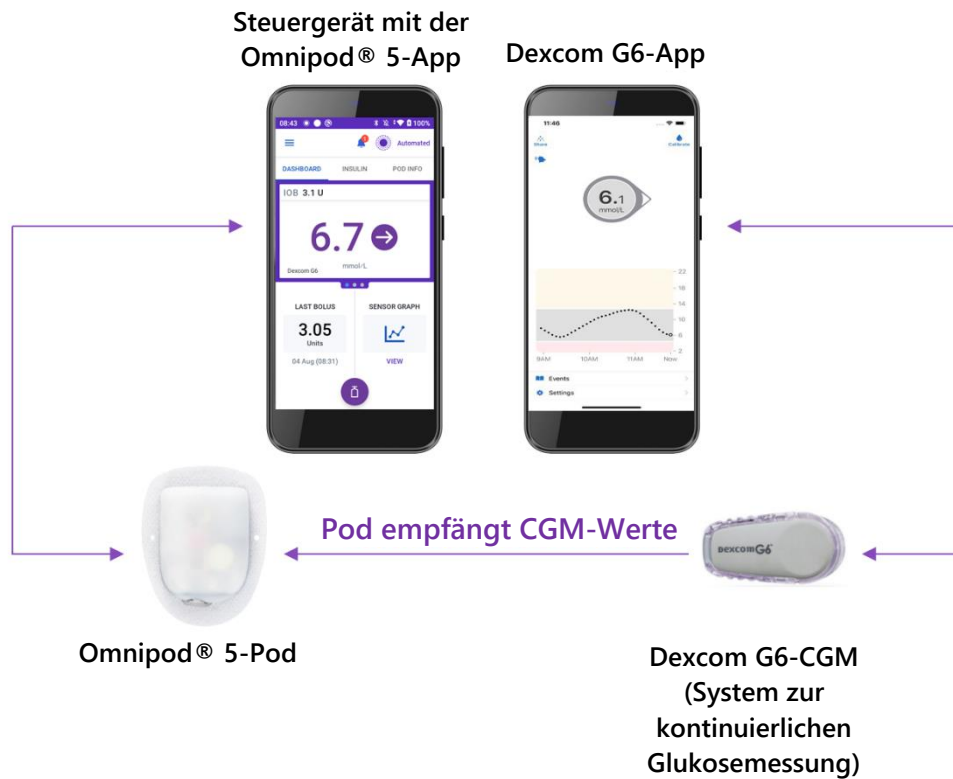 Steuergerät mit der
Omnipod® 5-App
Dexcom G6-App
08:43
100%
Automated
DASHBOARD INSULIN POD INFO
IOB 3.1 U
6.7
mmol/L
Dexcom G6
LAST BOLUS
3.05
Units
04 Aug (08:31)
SENSOR GRAPH
VIEW
11:46
Share
Calibrate
6.1
mmol/L
22
18
14
10
6
2
9AM 10AM 11AM Now
Events
Settings
Pod empfängt CGM-Werte
Dexcom G6
Omnipod® 5-Pod
Dexcom G6-CGM
(System zur
kontinuierlichen
Glukosemessung)